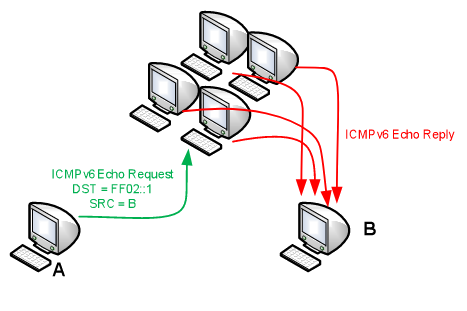 ICMPv6 Echo Reply
ICMPv6 Echo Request
DST = FF02::1
SRC = B
B
A